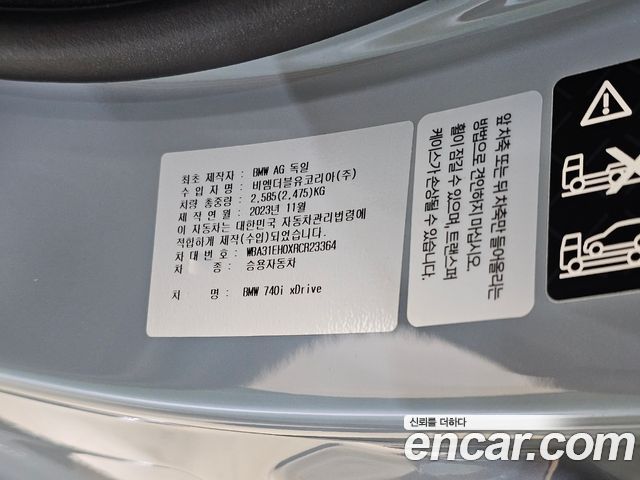 최초 제작자 : BMW AG 독일
수 입 자 명 : 비엠더블유코리아(주)
차량 총중량 : 2,585(2,475)KG
제 작 연 월 : 2023년 11월
이 자동차는 대한민국 자동차관리법령에
적합하게 제작(수입)되었습니다.
차 대 번 호 : WBA31EH0XRCR23364
차 종 : 승용자동차
차 명 : BMW 740i xDrive
앞 차축 또는 뒤 차축만 들어올리는
방법으로 견인하지 마십시오.
휠이 잠길 수 있으며, 트랜스퍼
케이스가 손상될 수 있습니다.
신뢰를 더하다
encar.com